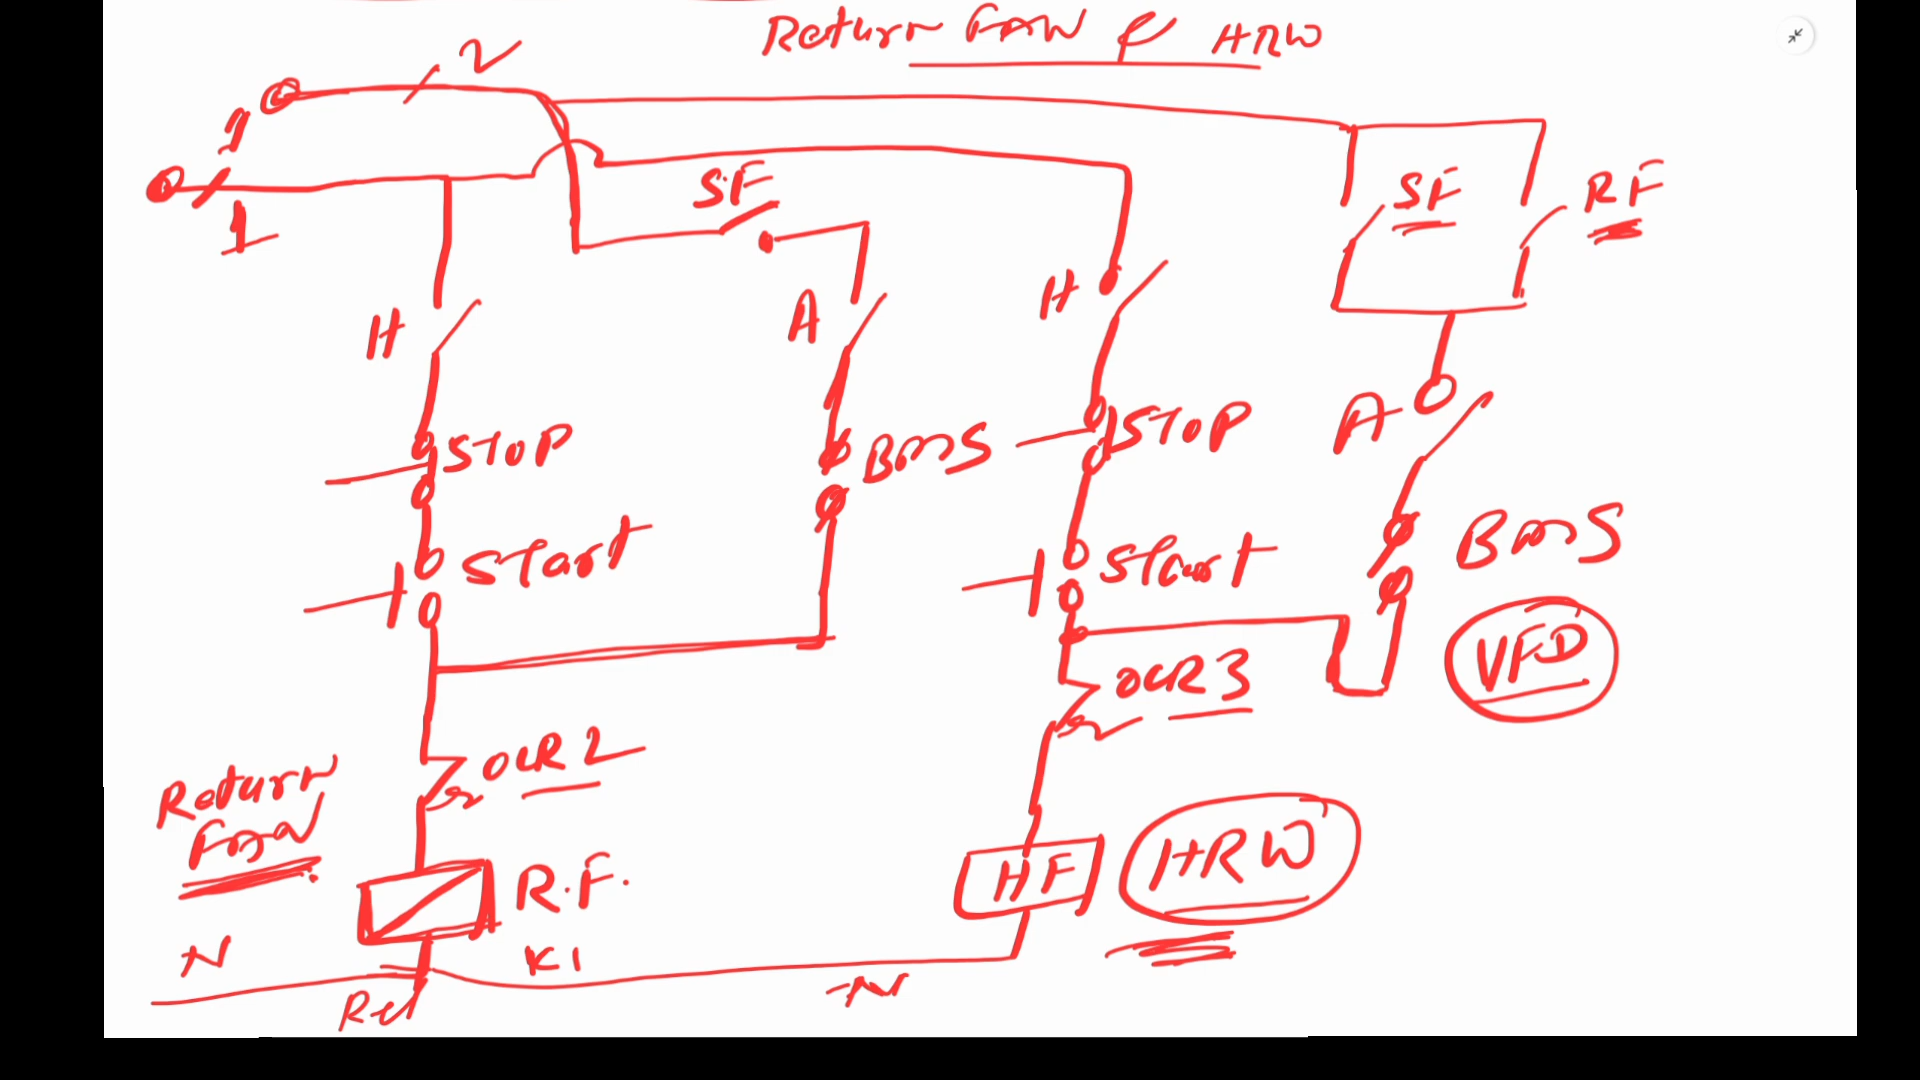 Return Fan & HRW
2
1
1
SF
SF
RF
H
A
H
A
STOP
BMS
STOP
Start
Start
BMS
OLR 2
OLR 3
VFD
Return
Fan
R.F.
HF
HRW
N
K1
N